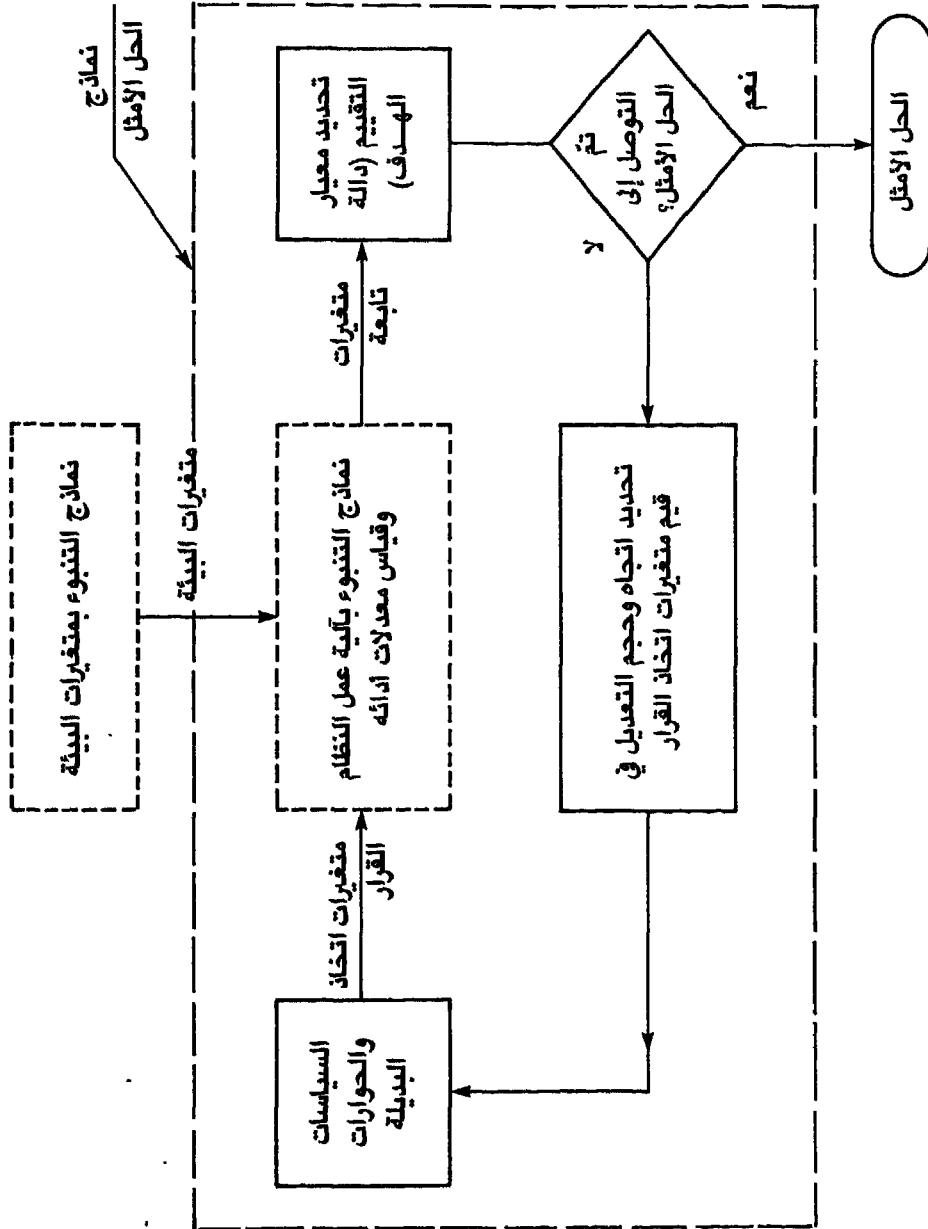 نماذج
الحل الأمثل
نماذج التنبوء بمتغيرات البيئة
متغيرات البيئة
السياسات
والحوارات
البديلة
متغيرات اتخاذ
القرار
نماذج التنبوء بآلية عمل النظام
وقياس معدلات ادائه
متغيرات
تابعة
تحديد معيار
التقييم (دالة
الهدف)
تمّ
التوصل إلى
الحل الأمثل؟
لا
نعم
تحديد اتجاه وحجم التعديل في
قيم متغيرات اتخاذ القرار
الحل الأمثل